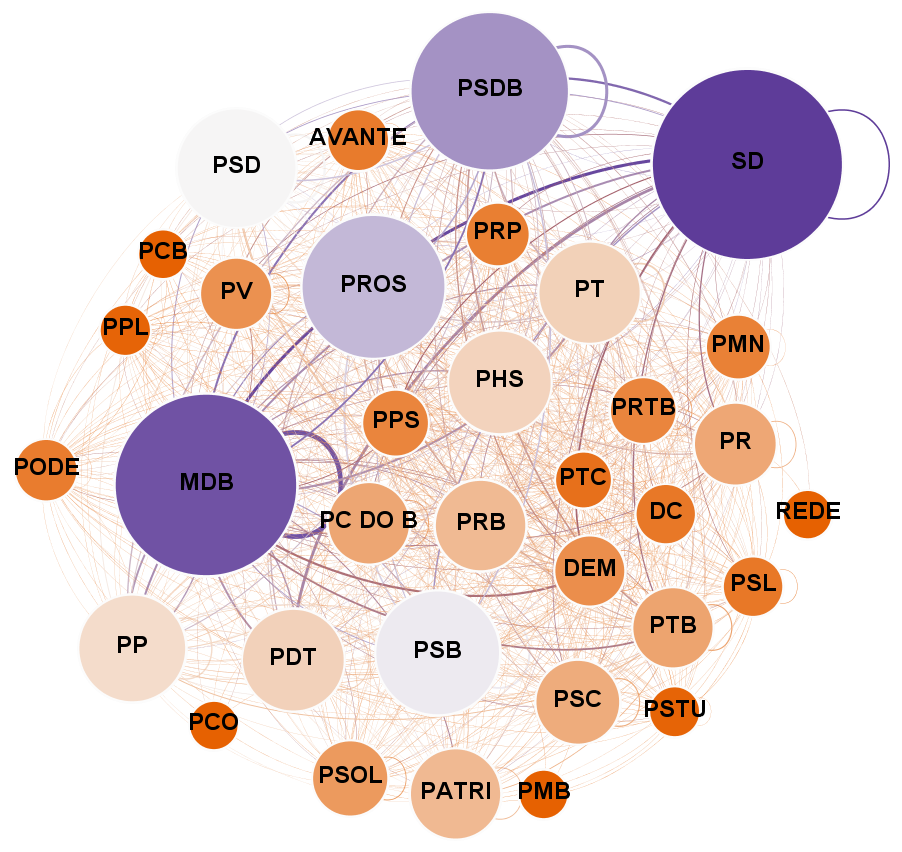 PSDB
AVANTE
PSD
SD
PRP
PCB
PROS
PV
PT
PPL
PMN
PHS
PRTB
PPS
PR
PODE
MDB
PTC
REDE
DC
PC DO B
PRB
DEM
PSL
PTB
PP
PDT
PSB
PSC
PSTU
PCO
PSOL
PATRI
PMB